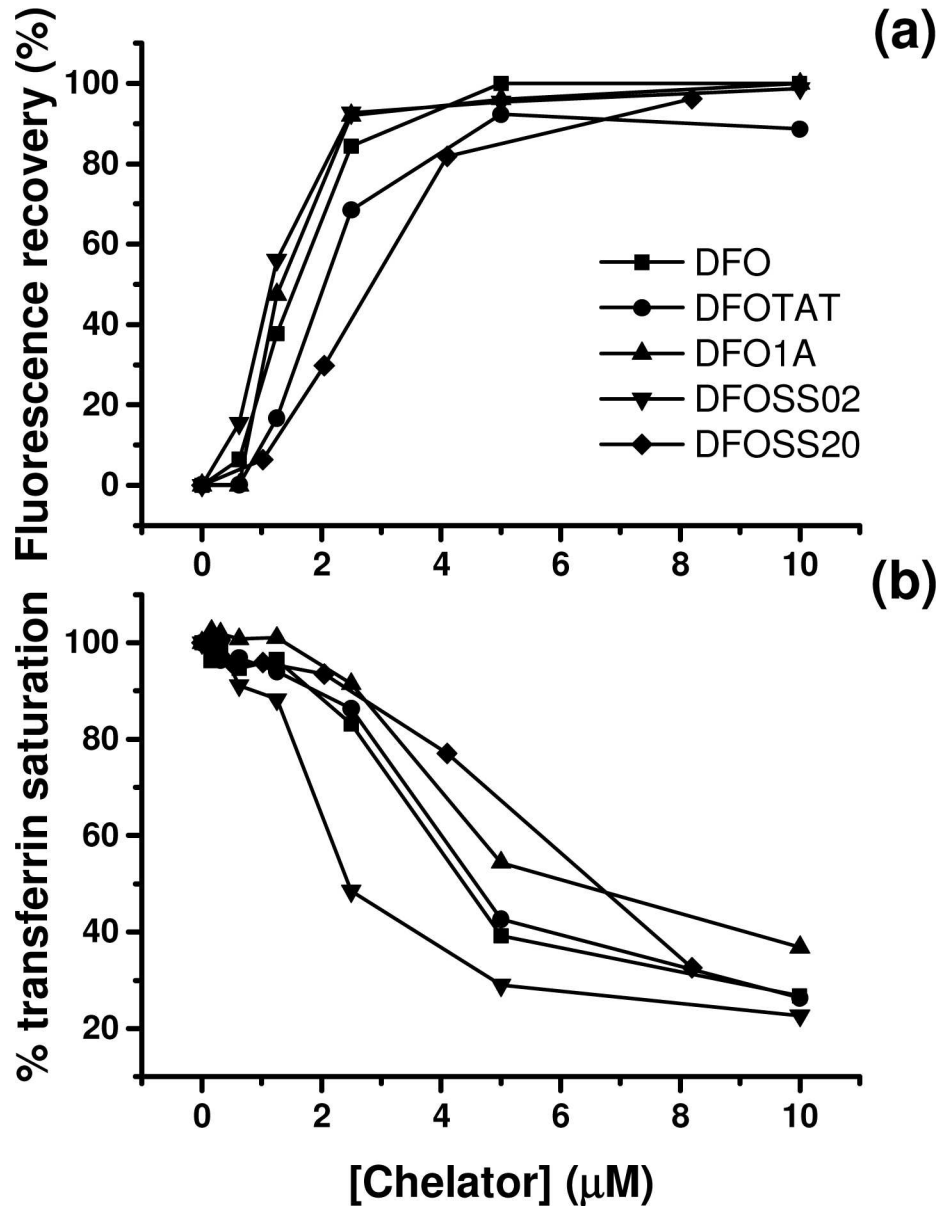 (a)
Fluorescence recovery (%)
100
80
60
40
20
0
DFO
DFOTAT
DFO1A
DFOSS02
DFOSS20
0 2 4 6 8 10
(b)
% transferrin saturation
100
80
60
40
20
0 2 4 6 8 10
[Chelator] (μM)